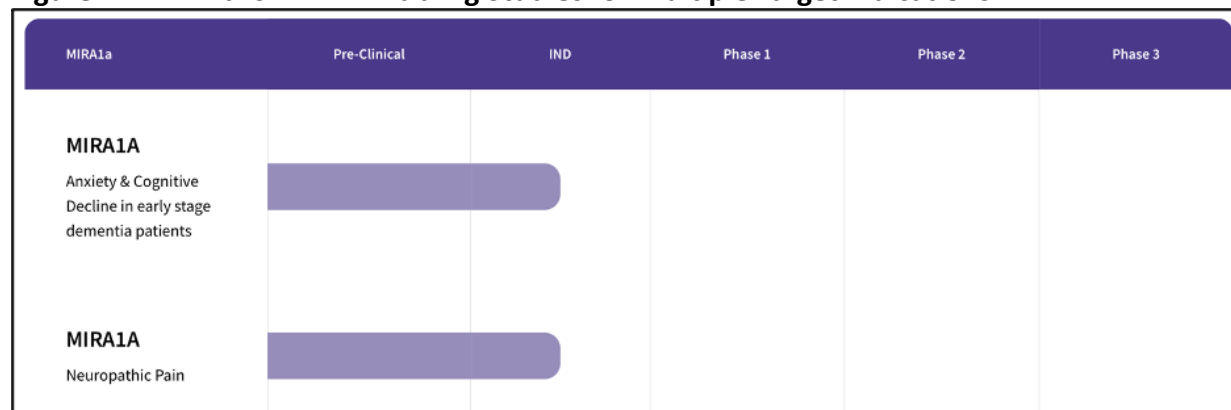 MIRA1a Pre-Clinical IND Phase 1 Phase 2 Phase 3
MIRA1A
Anxiety & Cognitive
Decline in early stage
dementia patients
MIRA1A
Neuropathic Pain